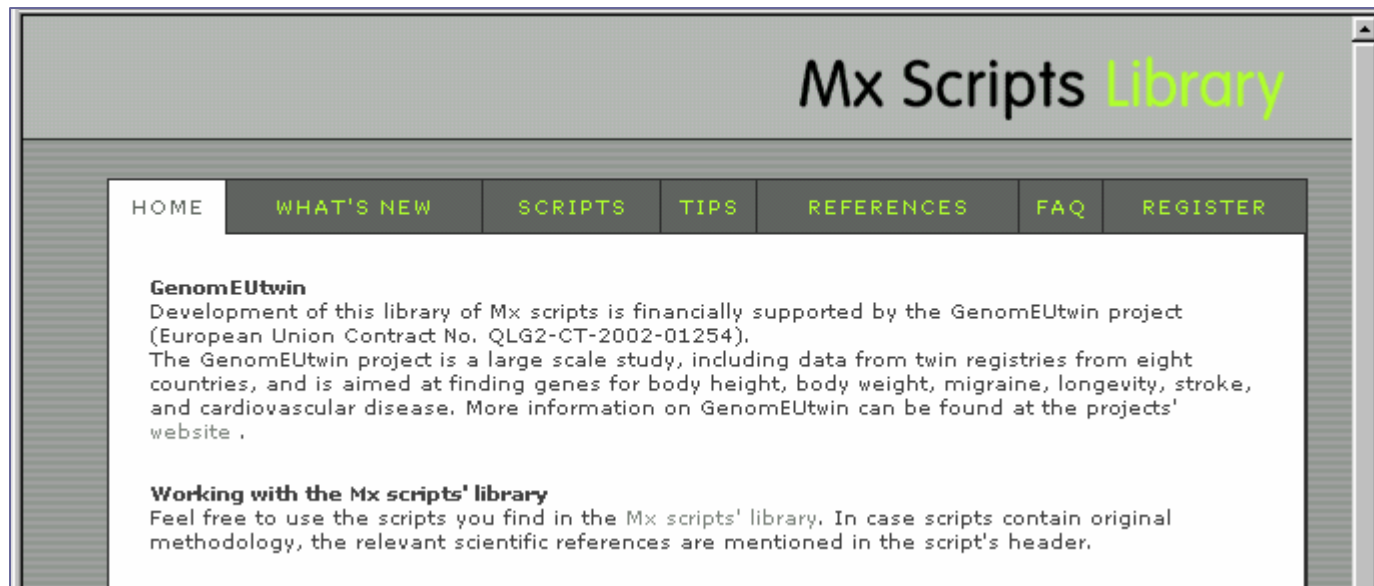 Mx Scripts Library
HOME WHAT'S NEW SCRIPTS TIPS REFERENCES FAQ REGISTER
GenomEUtwin
Development of this library of Mx scripts is financially supported by the GenomEUtwin project
(European Union Contract No. QLG2-CT-2002-01254).
The GenomEUtwin project is a large scale study, including data from twin registries from eight
countries, and is aimed at finding genes for body height, body weight, migraine, longevity, stroke,
and cardiovascular disease. More information on GenomEUtwin can be found at the projects'
website .
Working with the Mx scripts' library
Feel free to use the scripts you find in the Mx scripts' library. In case scripts contain original
methodology, the relevant scientific references are mentioned in the script's header.